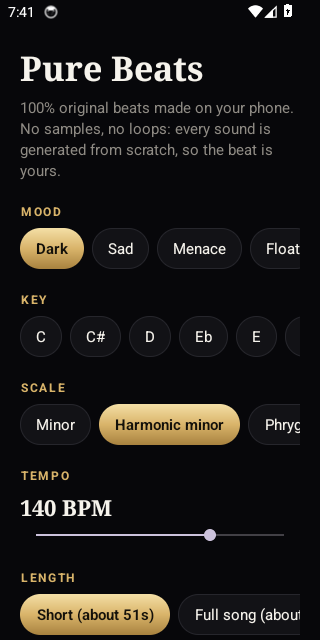 7:41
Pure Beats
100% original beats made on your phone.
No samples, no loops: every sound is
generated from scratch, so the beat is
yours.
MOOD
Dark Sad Menace Float
KEY
C C# D Eb E
SCALE
Minor Harmonic minor Phryg
TEMPO
140 BPM
LENGTH
Short (about 51s) Full song (about